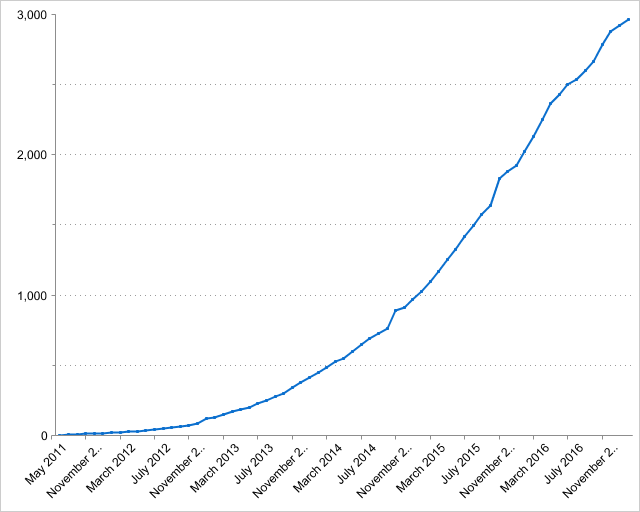 3,000
2,000
1,000
0
May 2011
November 2..
March 2012
July 2012
November 2..
March 2013
July 2013
November 2..
March 2014
July 2014
November 2..
March 2015
July 2015
November 2..
March 2016
July 2016
November 2..